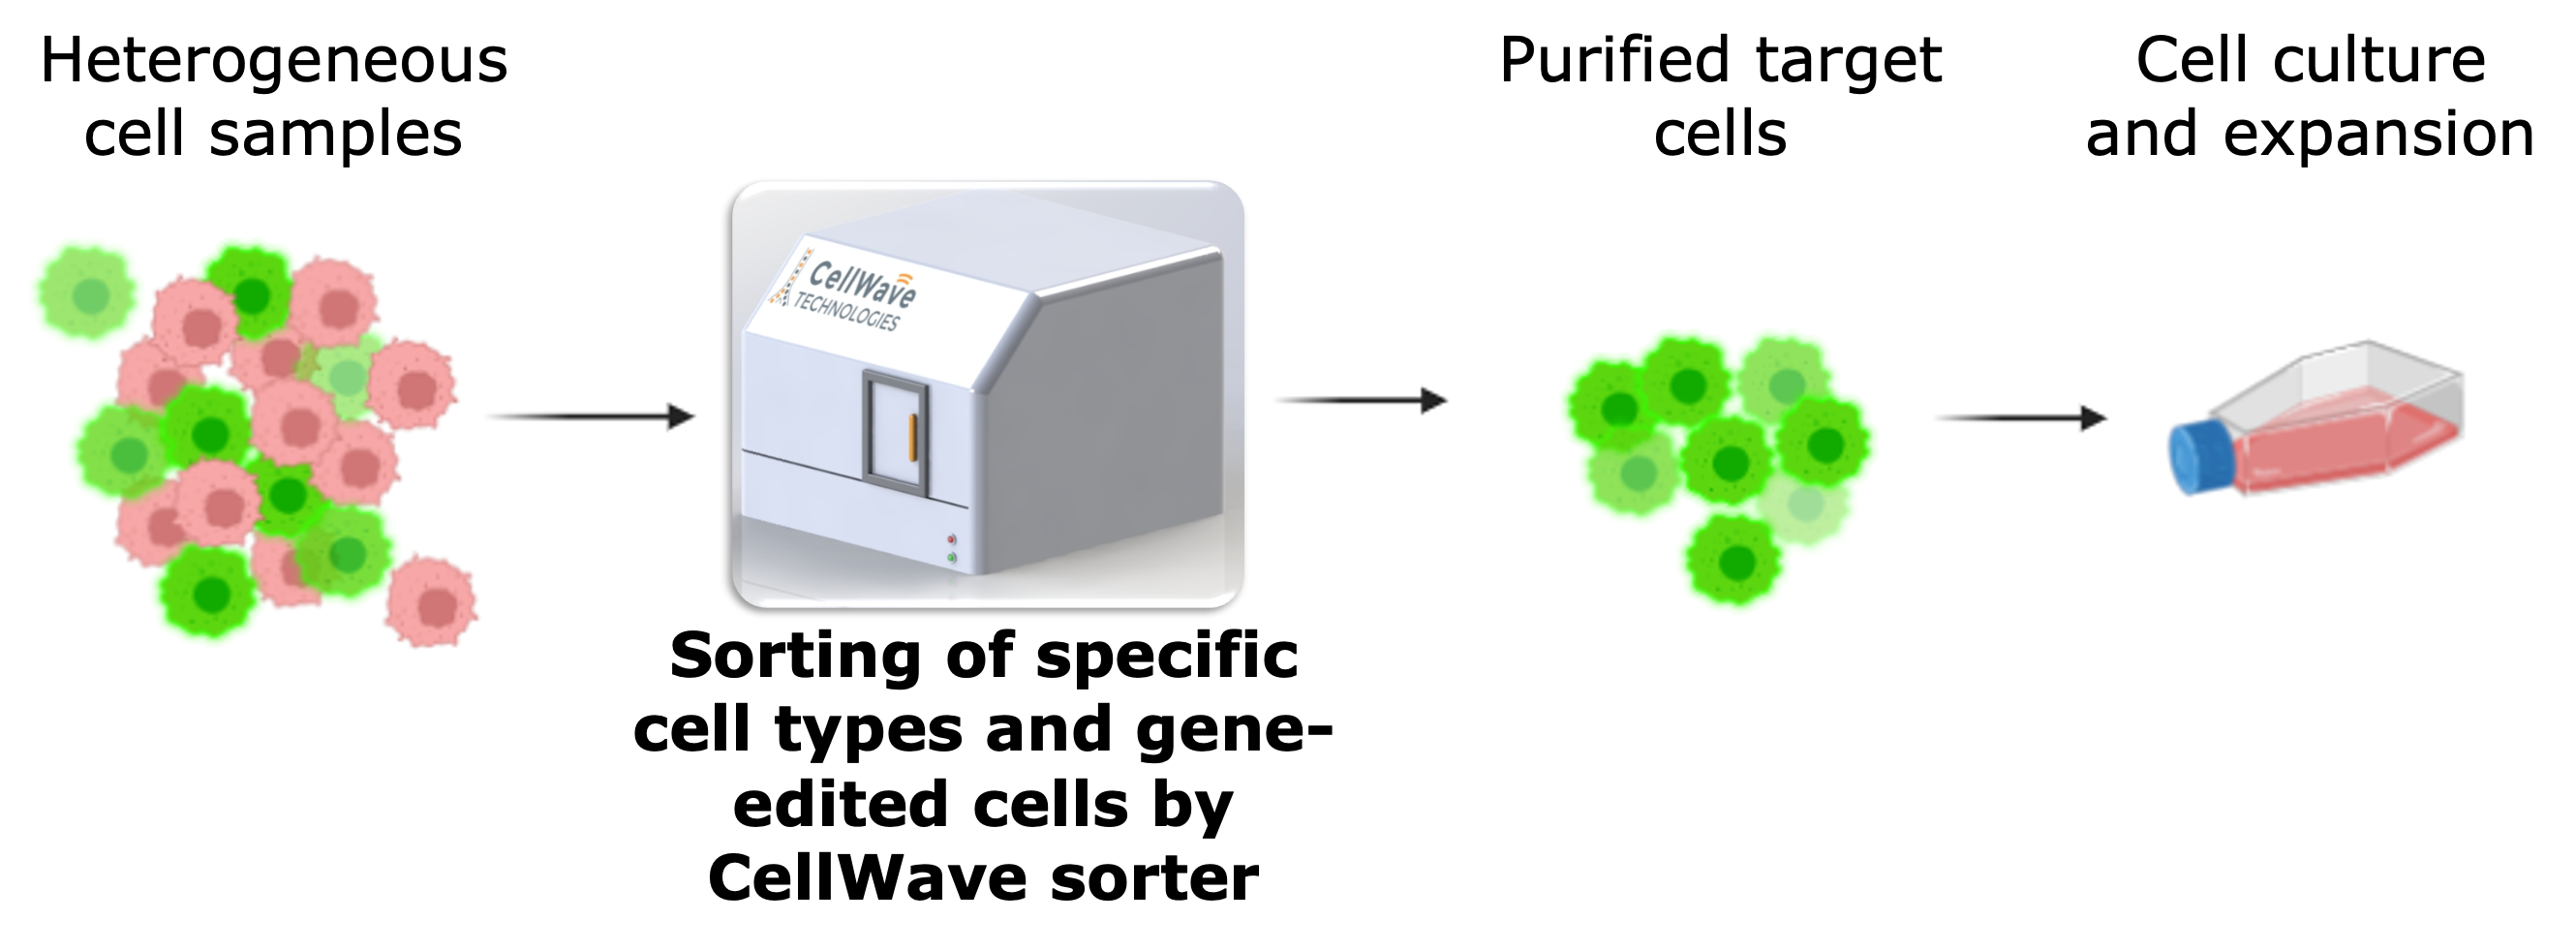 Heterogeneous
cell samples
Purified target
cells
Cell culture
and expansion
CellWave
TECHNOLOGIES
Sorting of specific
cell types and gene-
edited cells by
CellWave sorter